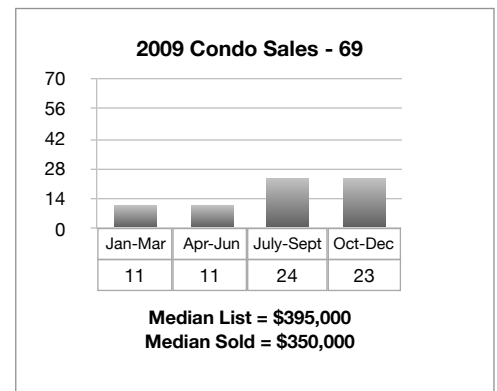 2009 Condo Sales - 69
70
56
42
28
14
0
Jan-Mar Apr-Jun July-Sept Oct-Dec
11 11 24 23
Median List = $395,000
Median Sold = $350,000